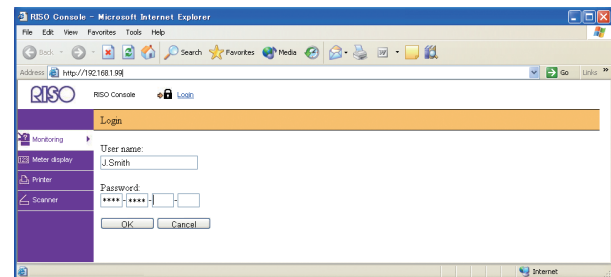 RISO Console - Microsoft Internet Explorer
File Edit View Favorites Tools Help
Back Search Favorites Media
Address http://192.168.1.99/ Go Links »
RISO RISO Console Login
Login
Monitoring
User name:
123 Meter display
J.Smith
Printer
Password:
Scanner
**** - **** - -
OK Cancel
Internet